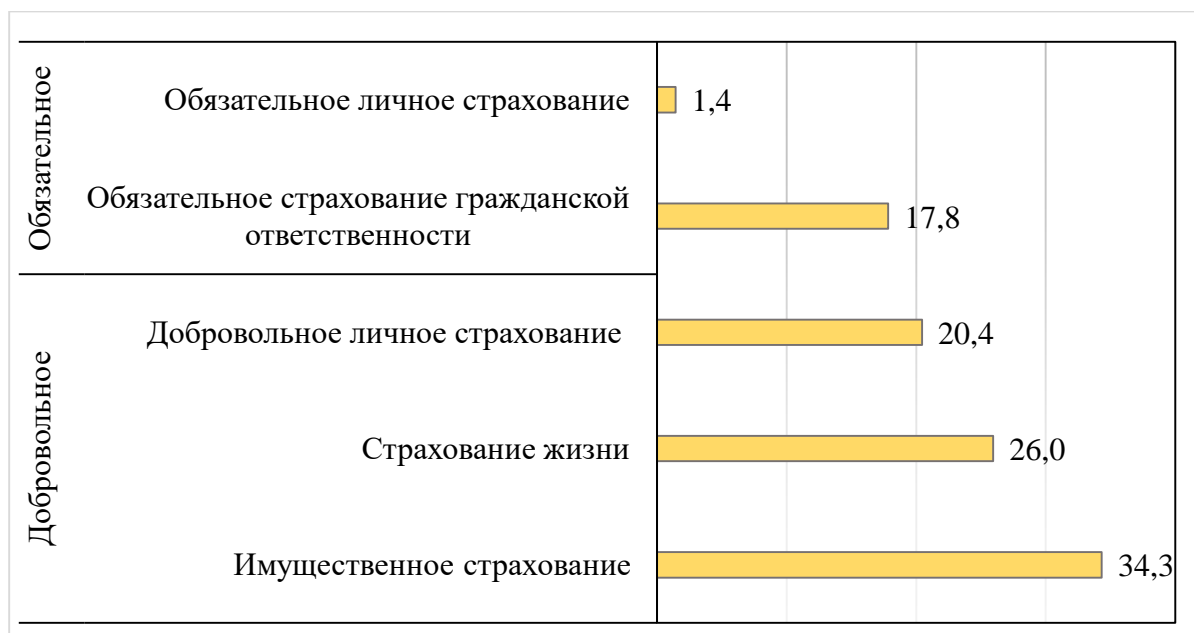 Обязательное
Обязательное личное страхование
1,4
Обязательное страхование гражданской
ответственности
17,8
Добровольное
Добровольное личное страхование
20,4
Страхование жизни
26,0
Имущественное страхование
34,3